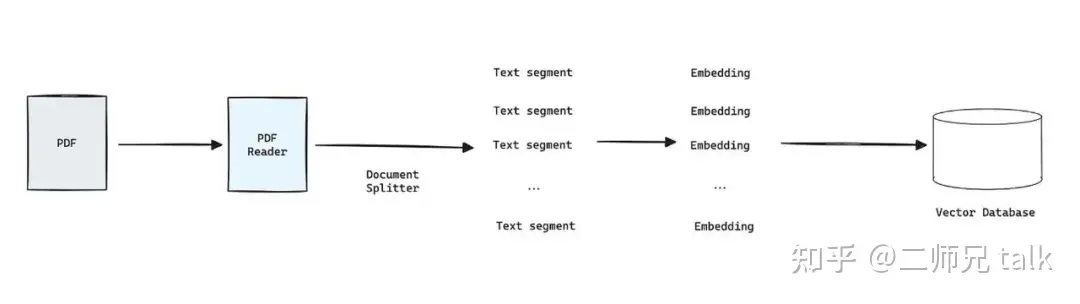 Text segment
Embedding
Text segment
Embedding
PDF
PDF
Reader
Text segment
Embedding
Document
Splitter
...
...
Vector Database
Text segment
Embedding
知乎 @二师兄 talk